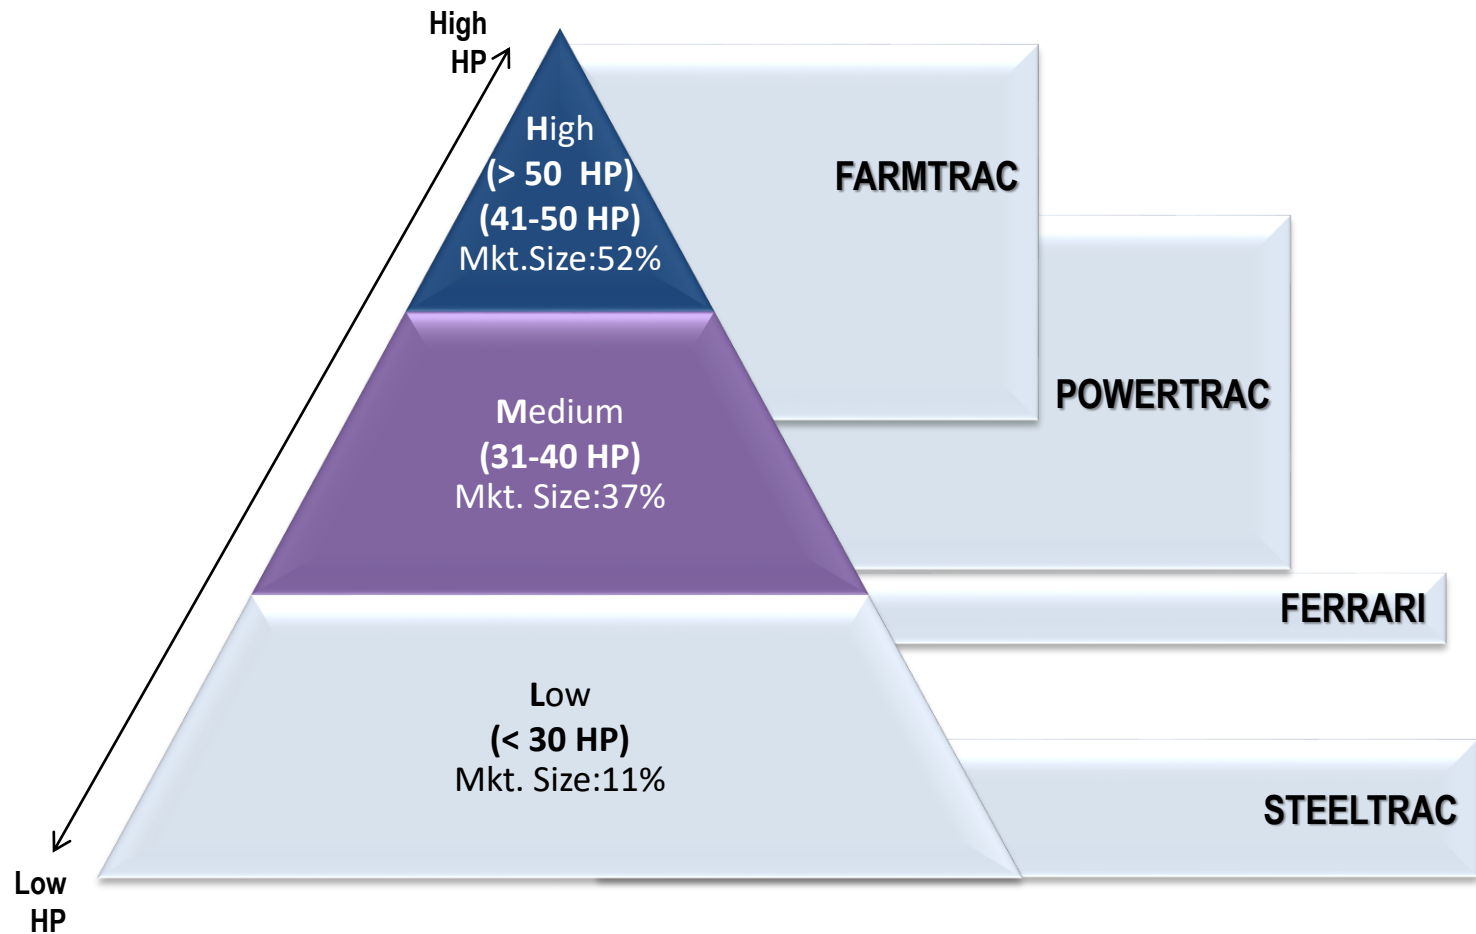 High
HP
High
(> 50  HP)
(41-50 HP)
Mkt.Size:52%
FARMTRAC
Medium
(31-40 HP)
Mkt. Size:37%
POWERTRAC
FERRARI
Low
(< 30 HP)
Mkt. Size:11%
STEELTRAC
Low
HP